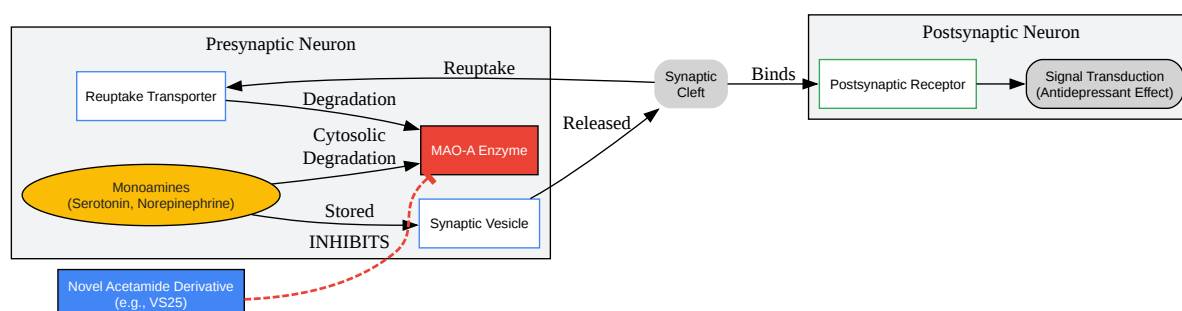 Presynaptic Neuron
Postsynaptic Neuron
Reuptake Transporter
Reuptake
Synaptic
Cleft
Binds
Postsynaptic Receptor
Signal Transduction
(Antidepressant Effect)
Degradation
Released
Cytosolic
Degradation
MAO-A Enzyme
Monoamines
(Serotonin, Norepinephrine)
Stored
Synaptic Vesicle
INHIBITS
Novel Acetamide Derivative
(e.g., VS25)